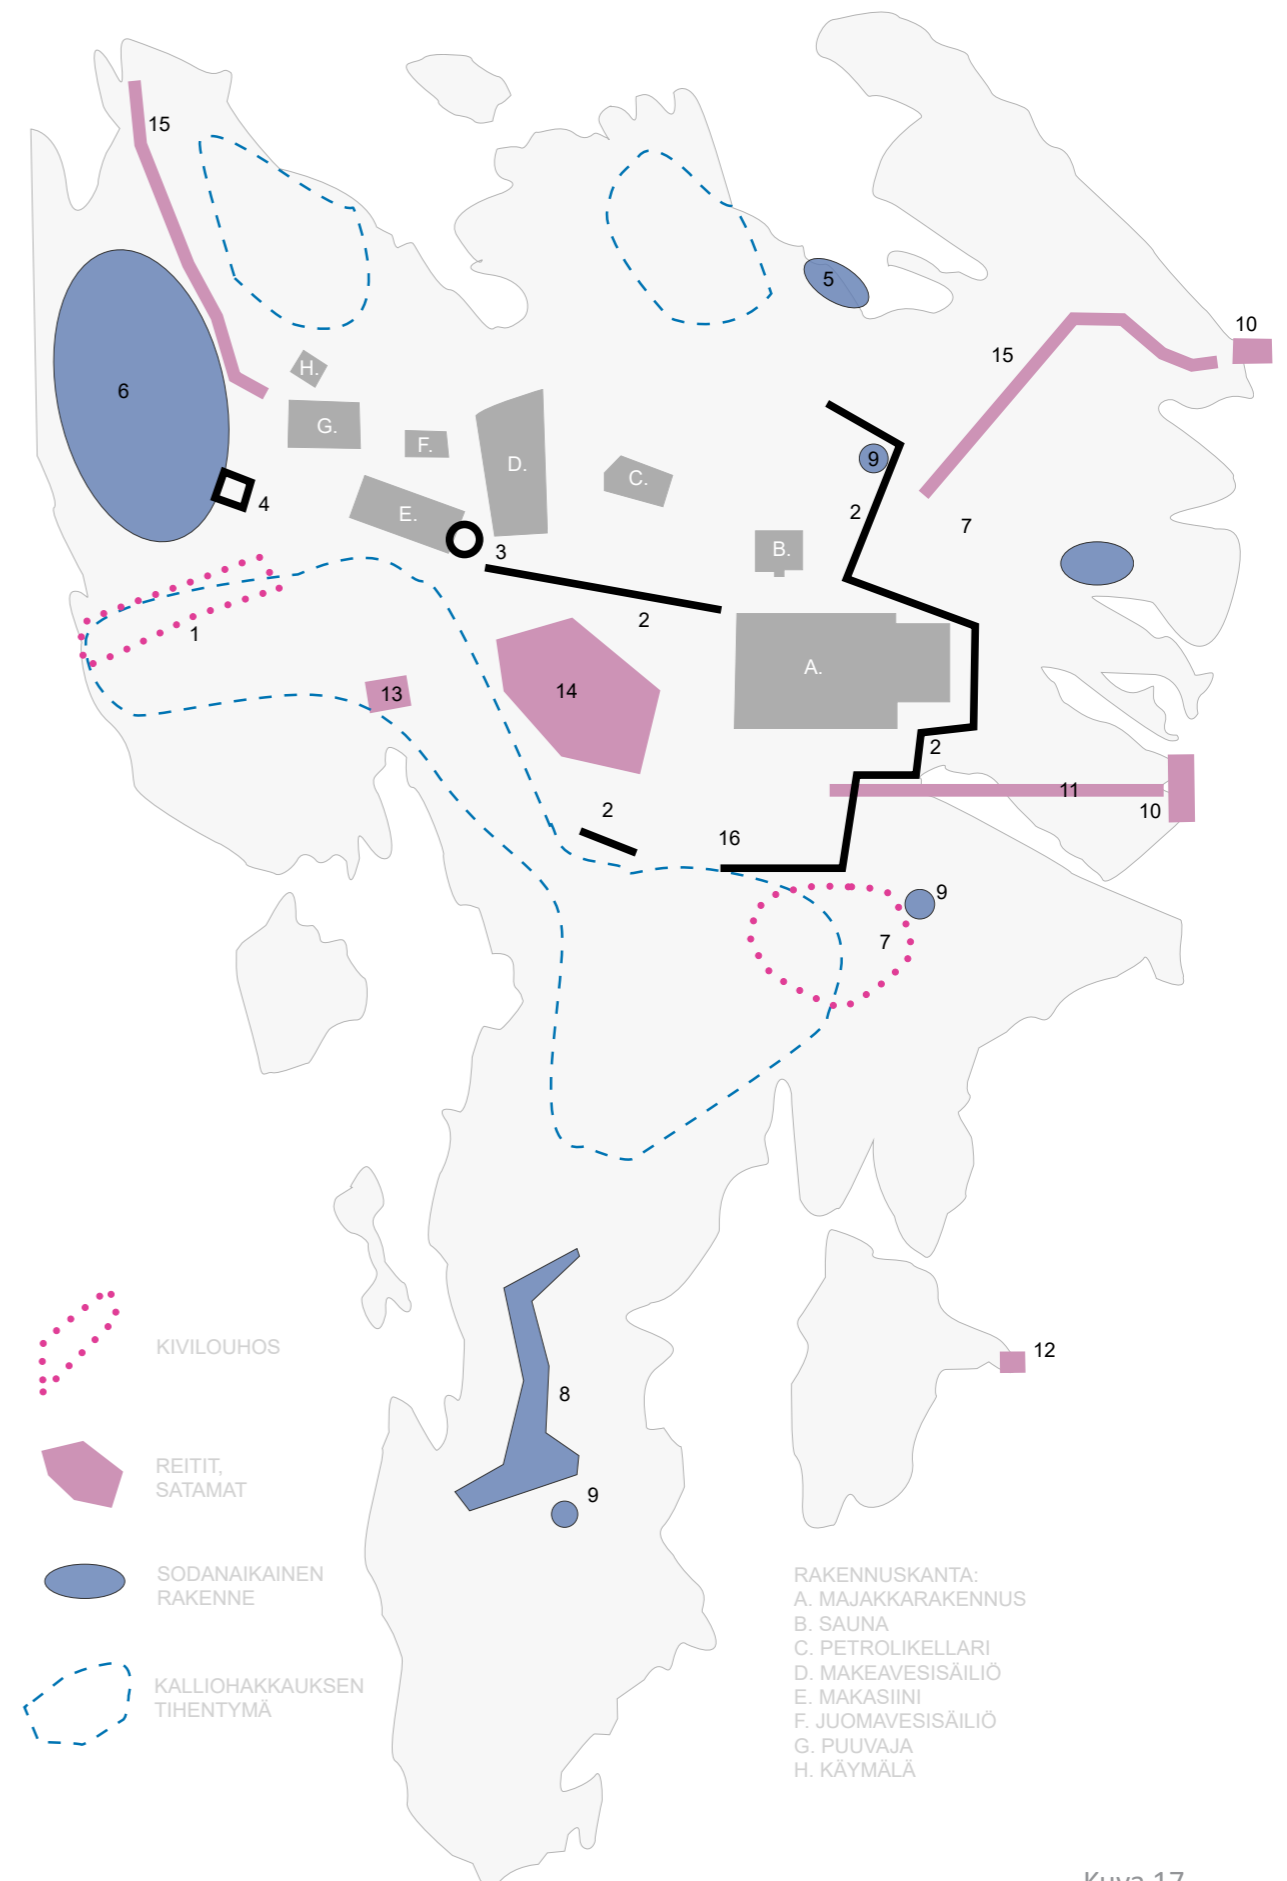 15
10
5
15
H.
6
G.
F.
D.
C.
9
4
E.
2
7
3
B.
2
1
A.
13
14
2
11
2
10
16
9
7
12
KIVILOUHOS
8
REITIT,
SATAMAT
9
SODANAIKAINEN
RAKENNE
KALLIOHAKKAUKSEN
TIHENTYMÄ
RAKENNUSKANTA:
A. MAJAKKARAKENNUS
B. SAUNA
C. PETROLIKELLARI
D. MAKEAVESISÄILIÖ
E. MAKASIINI
F. JUOMAVESISÄILIÖ
G. PUUVAJA
H. KÄYMÄLÄ
Kuva 17